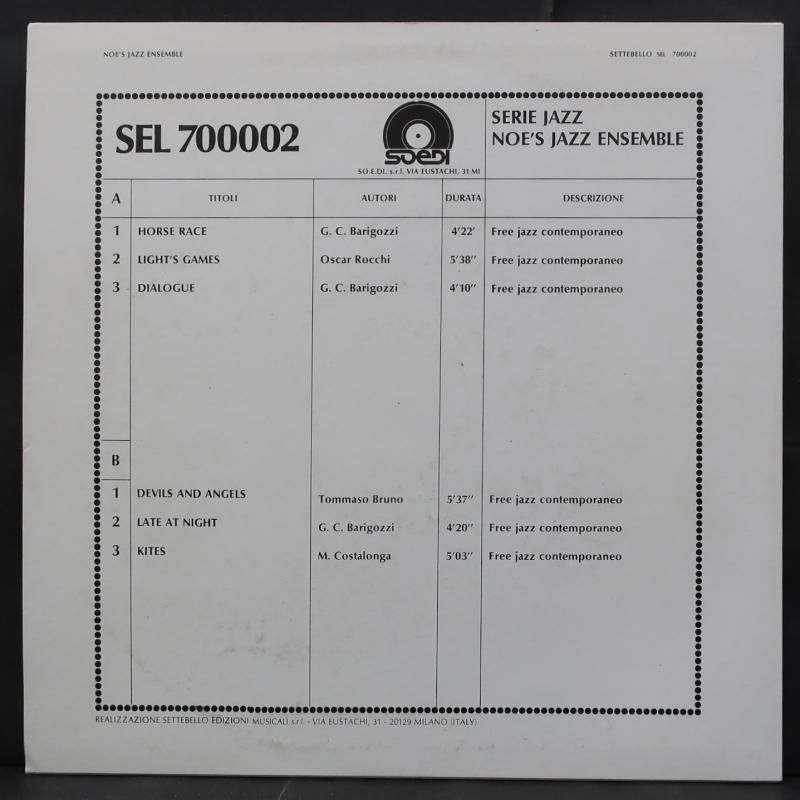 NOE'S JAZZ ENSEMBLE SETTEBELLO SEL 700002
SEL 700002
SOEDI
SO.E.DI. s.r.l. VIA EUSTACHI, 31 MI
SERIE JAZZ
NOE'S JAZZ ENSEMBLE
A TITOLI AUTORI DURATA DESCRIZIONE
1 HORSE RACE G. C. Barigozzi 4'22' Free jazz contemporaneo
2 LIGHT'S GAMES Oscar Rocchi 5'38'' Free jazz contemporaneo
3 DIALOGUE G. C. Barigozzi 4'10'' Free jazz contemporaneo
B
1 DEVILS AND ANGELS Tommaso Bruno 5'37'' Free jazz contemporaneo
2 LATE AT NIGHT G. C. Barigozzi 4'20'' Free jazz contemporaneo
3 KITES M. Costalonga 5'03'' Free jazz contemporaneo
REALIZZAZIONE SETTEBELLO EDIZIONI MUSICALI s.r.l. - VIA EUSTACHI, 31 - 20129 MILANO (ITALY)